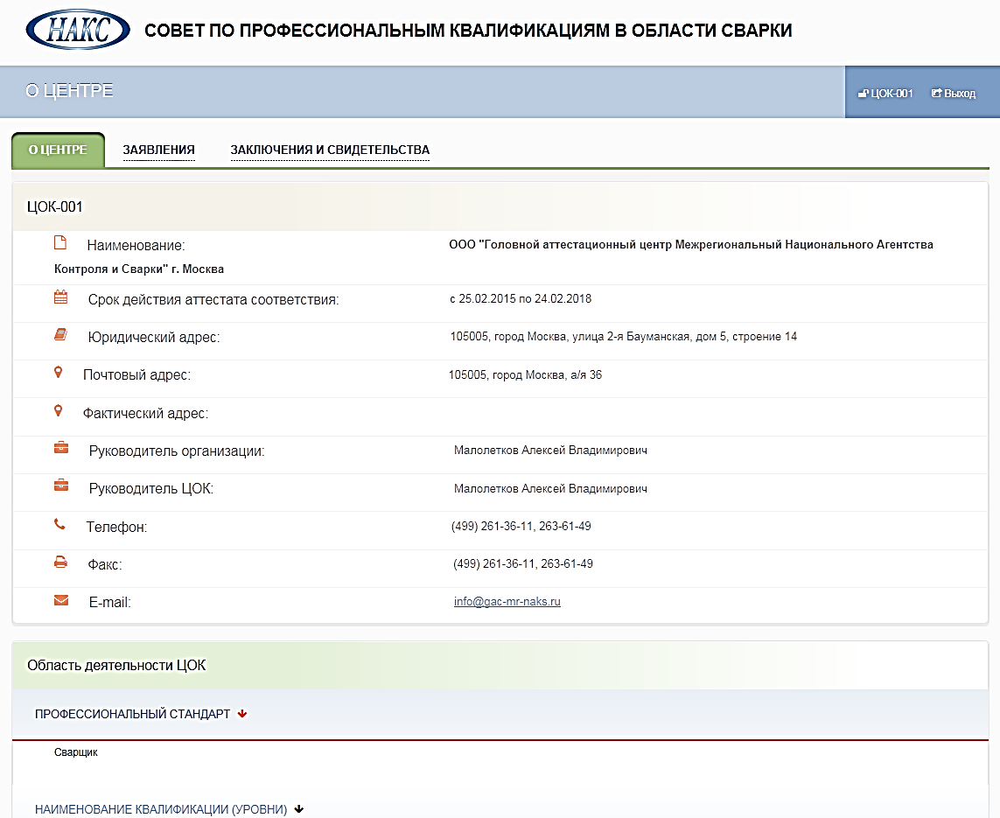 НАКС СОВЕТ ПО ПРОФЕССИОНАЛЬНЫМ КВАЛИФИКАЦИЯМ В ОБЛАСТИ СВАРКИ
О ЦЕНТРЕ ЦОК-001 Выход
О ЦЕНТРЕ ЗАЯВЛЕНИЯ ЗАКЛЮЧЕНИЯ И СВИДЕТЕЛЬСТВА
ЦОК-001
Наименование: ООО "Головной аттестационный центр Межрегиональный Национального Агентства
Контроля и Сварки" г. Москва
Срок действия аттестата соответствия: с 25.02.2015 по 24.02.2018
Юридический адрес: 105005, город Москва, улица 2-я Бауманская, дом 5, строение 14
Почтовый адрес: 105005, город Москва, а/я 36
Фактический адрес:
Руководитель организации: Малолетков Алексей Владимирович
Руководитель ЦОК: Малолетков Алексей Владимирович
Телефон: (499) 261-36-11, 263-61-49
Факс: (499) 261-36-11, 263-61-49
E-mail: info@gac-mr-naks.ru
Область деятельности ЦОК
ПРОФЕССИОНАЛЬНЫЙ СТАНДАРТ
Сварщик
НАИМЕНОВАНИЕ КВАЛИФИКАЦИИ (УРОВНИ)